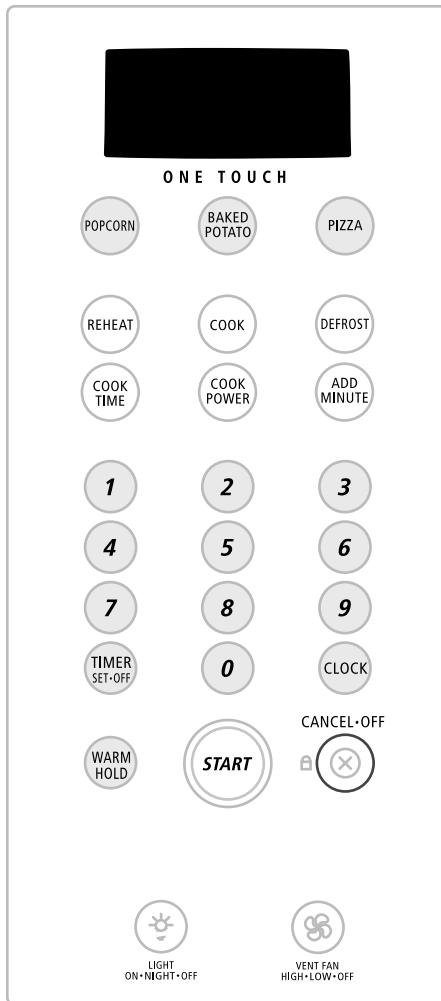 ONE TOUCH
POPCORN
BAKED
POTATO
PIZZA
REHEAT
COOK
DEFROST
COOK
TIME
COOK
POWER
ADD
MINUTE
1
2
3
4
5
6
7
8
9
TIMER
SET•OFF
0
CLOCK
CANCEL•OFF
WARM
HOLD
START
LIGHT
ON•NIGHT•OFF
VENT FAN
HIGH•LOW•OFF